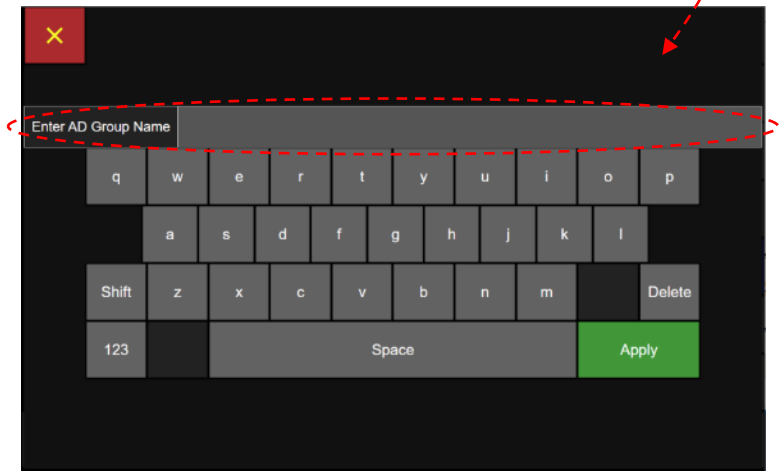 ×
Enter AD Group Name
q w e r t y u i o p
a s d f g h j k l
Shift z x c v b n m Delete
123 Space Apply